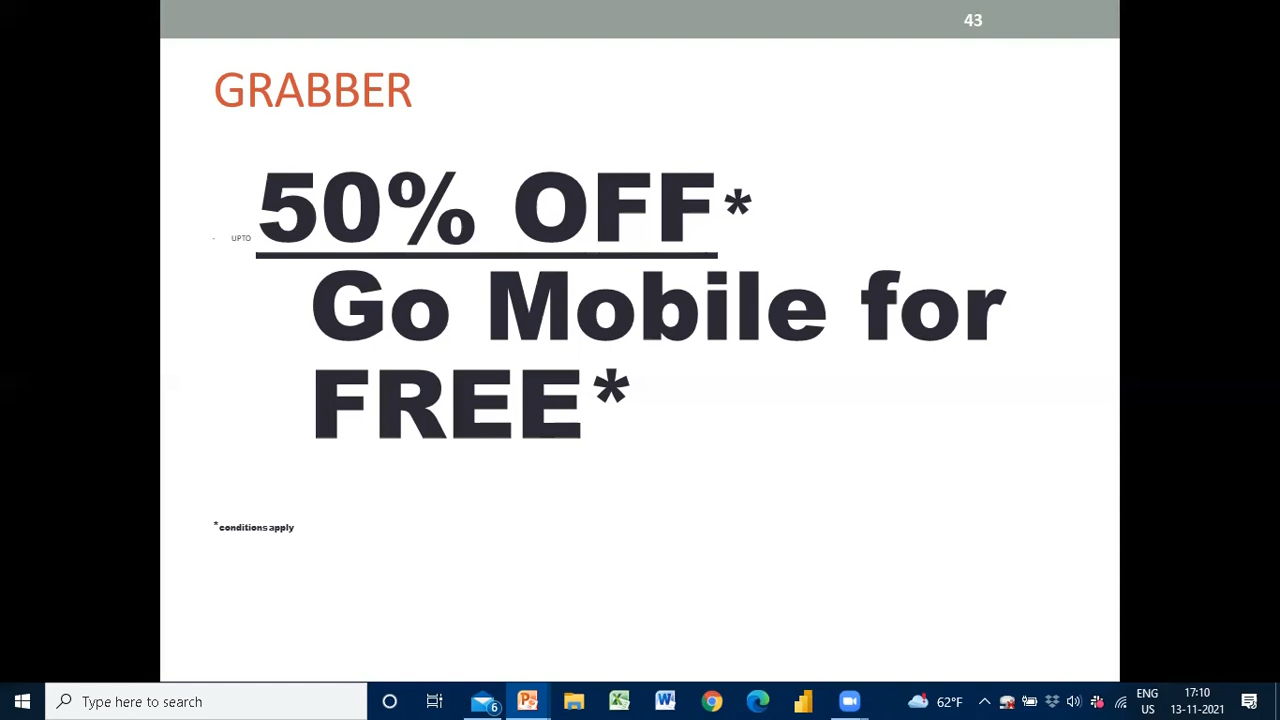 43
GRABBER
- UPTO 50% OFF*
Go Mobile for
FREE*
*conditions apply
Type here to search
6
62°F
ENG
US
17:10
13-11-2021